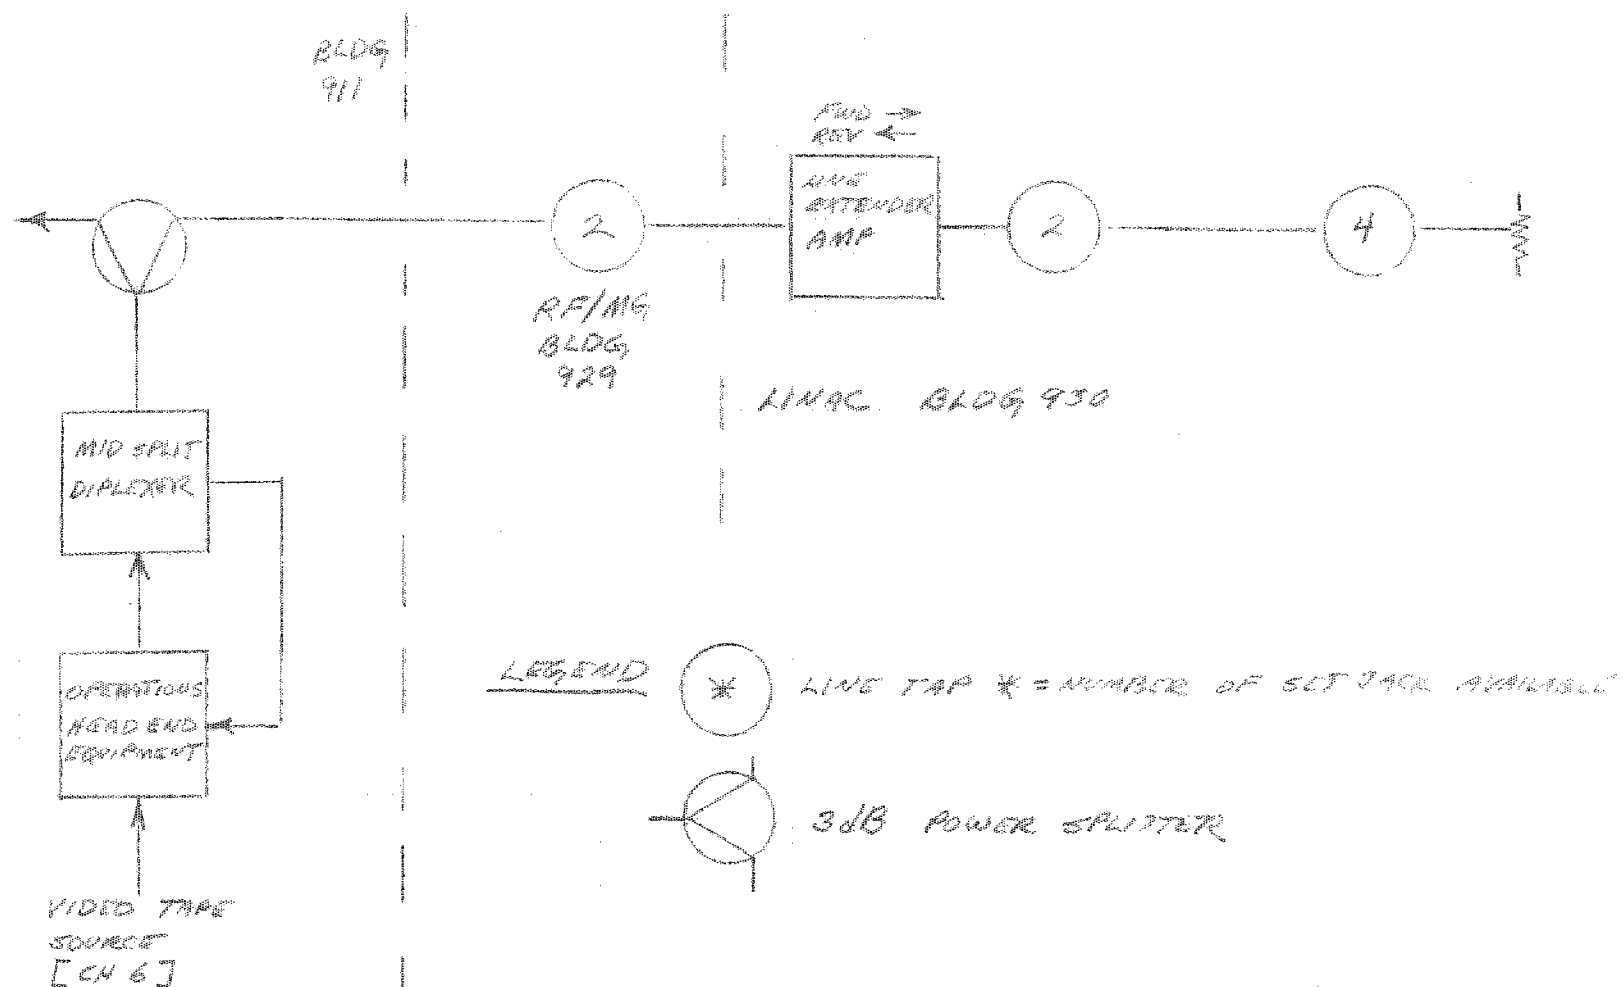 BLDG
911
FWD →
REV ←
LINE
EXTENDER
AMP
2
2
4
RF/MG
BLDG
929
LINAC BLDG 930
MID SPLIT
DIPLEXER
OPERATIONS
HEAD END
EQUIPMENT
LEGEND
* LINE TAP * = NUMBER OF SET JACK AVAILABLE
3dB POWER SPLITTER
VIDEO TAPE
SOURCE
[CH 6]